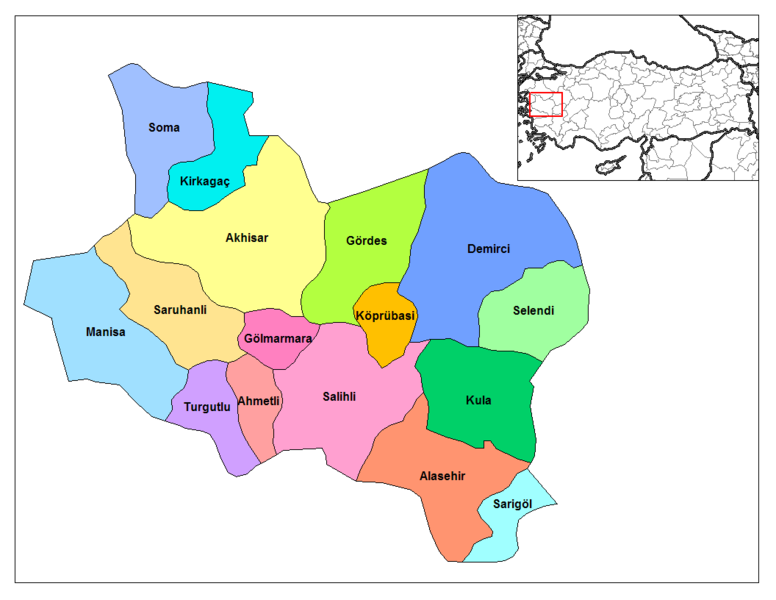 Soma
Kirkagaç
Akhisar
Gördes
Demirci
Selendi
Saruhanli
Köprübasi
Manisa
Gölmarmara
Turgutlu
Ahmetli
Salihli
Kula
Alasehir
Sarigöl